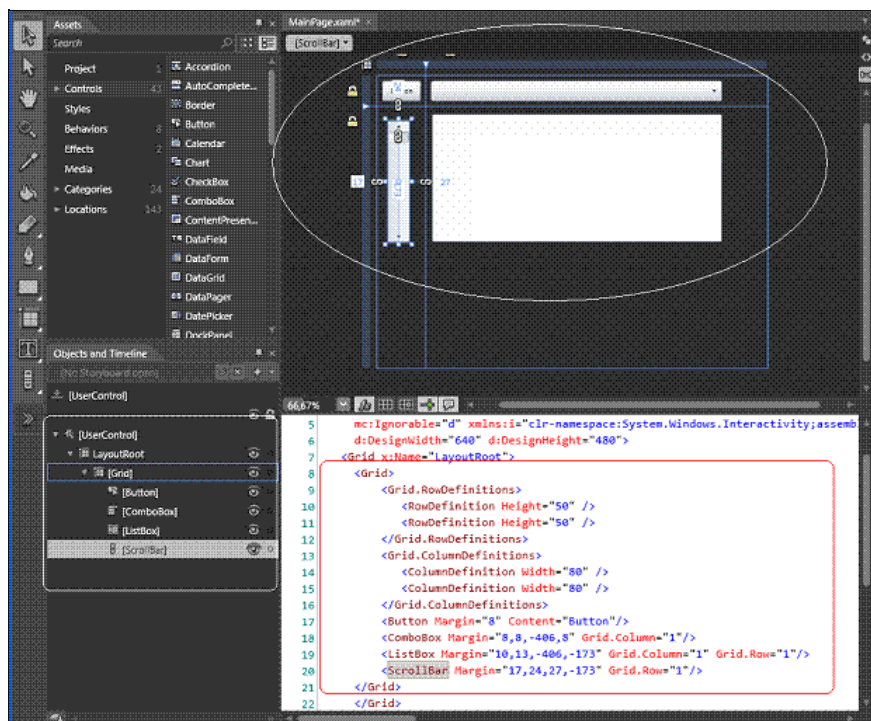 Assets
Search
Project 1
Controls 43
Styles
Behaviors 8
Effects 2
Media
Categories 24
Locations 143
Accordion
AutoComplete...
Border
Button
Calendar
Chart
CheckBox
ComboBox
ContentPresen...
DataField
DataForm
DataGrid
DataPager
DatePicker
DockPanel
Objects and Timeline
(No Storyboard open)
[UserControl]
[UserControl]
LayoutRoot
[Grid]
[Button]
[ComboBox]
[ListBox]
[ScrollBar]
MainPage.xaml*
[ScrollBar]
17
27
66,67%
5 mc:Ignorable="d" xmlns:i="clr-namespace:System.Windows.Interactivity;assemb
6 d:DesignWidth="640" d:DesignHeight="480">
7 <Grid x:Name="LayoutRoot">
8 <Grid>
9 <Grid.RowDefinitions>
10 <RowDefinition Height="50" />
11 <RowDefinition Height="50" />
12 </Grid.RowDefinitions>
13 <Grid.ColumnDefinitions>
14 <ColumnDefinition Width="80" />
15 <ColumnDefinition Width="80" />
16 </Grid.ColumnDefinitions>
17 <Button Margin="8" Content="Button"/>
18 <ComboBox Margin="8,8,-406,8" Grid.Column="1"/>
19 <ListBox Margin="10,13,-406,-173" Grid.Column="1" Grid.Row="1"/>
20 <ScrollBar Margin="17,24,27,-173" Grid.Row="1"/>
21 </Grid>
22 </Grid>